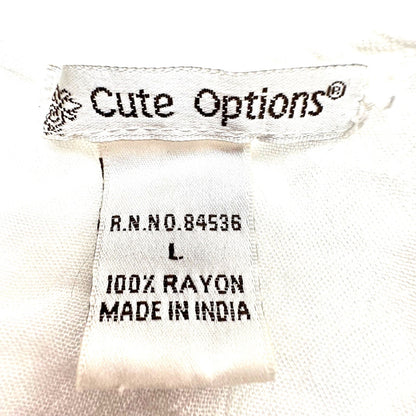 Cute Options®
R.N.NO.84536
L
100% RAYON
MADE IN INDIA